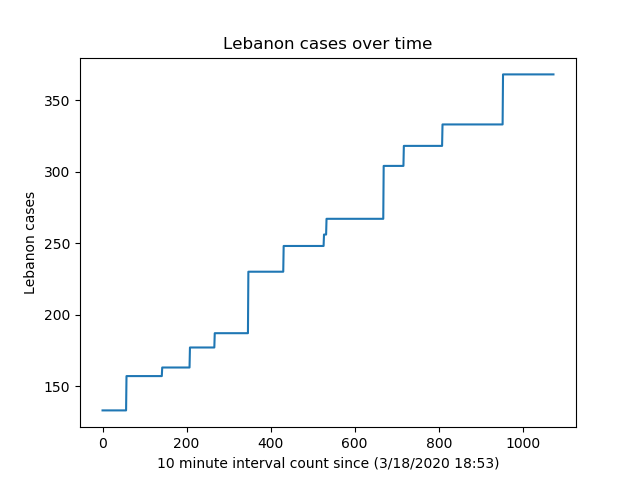 Lebanon cases over time
350
300
250
200
150
Lebanon cases
0 200 400 600 800 1000
10 minute interval count since (3/18/2020 18:53)